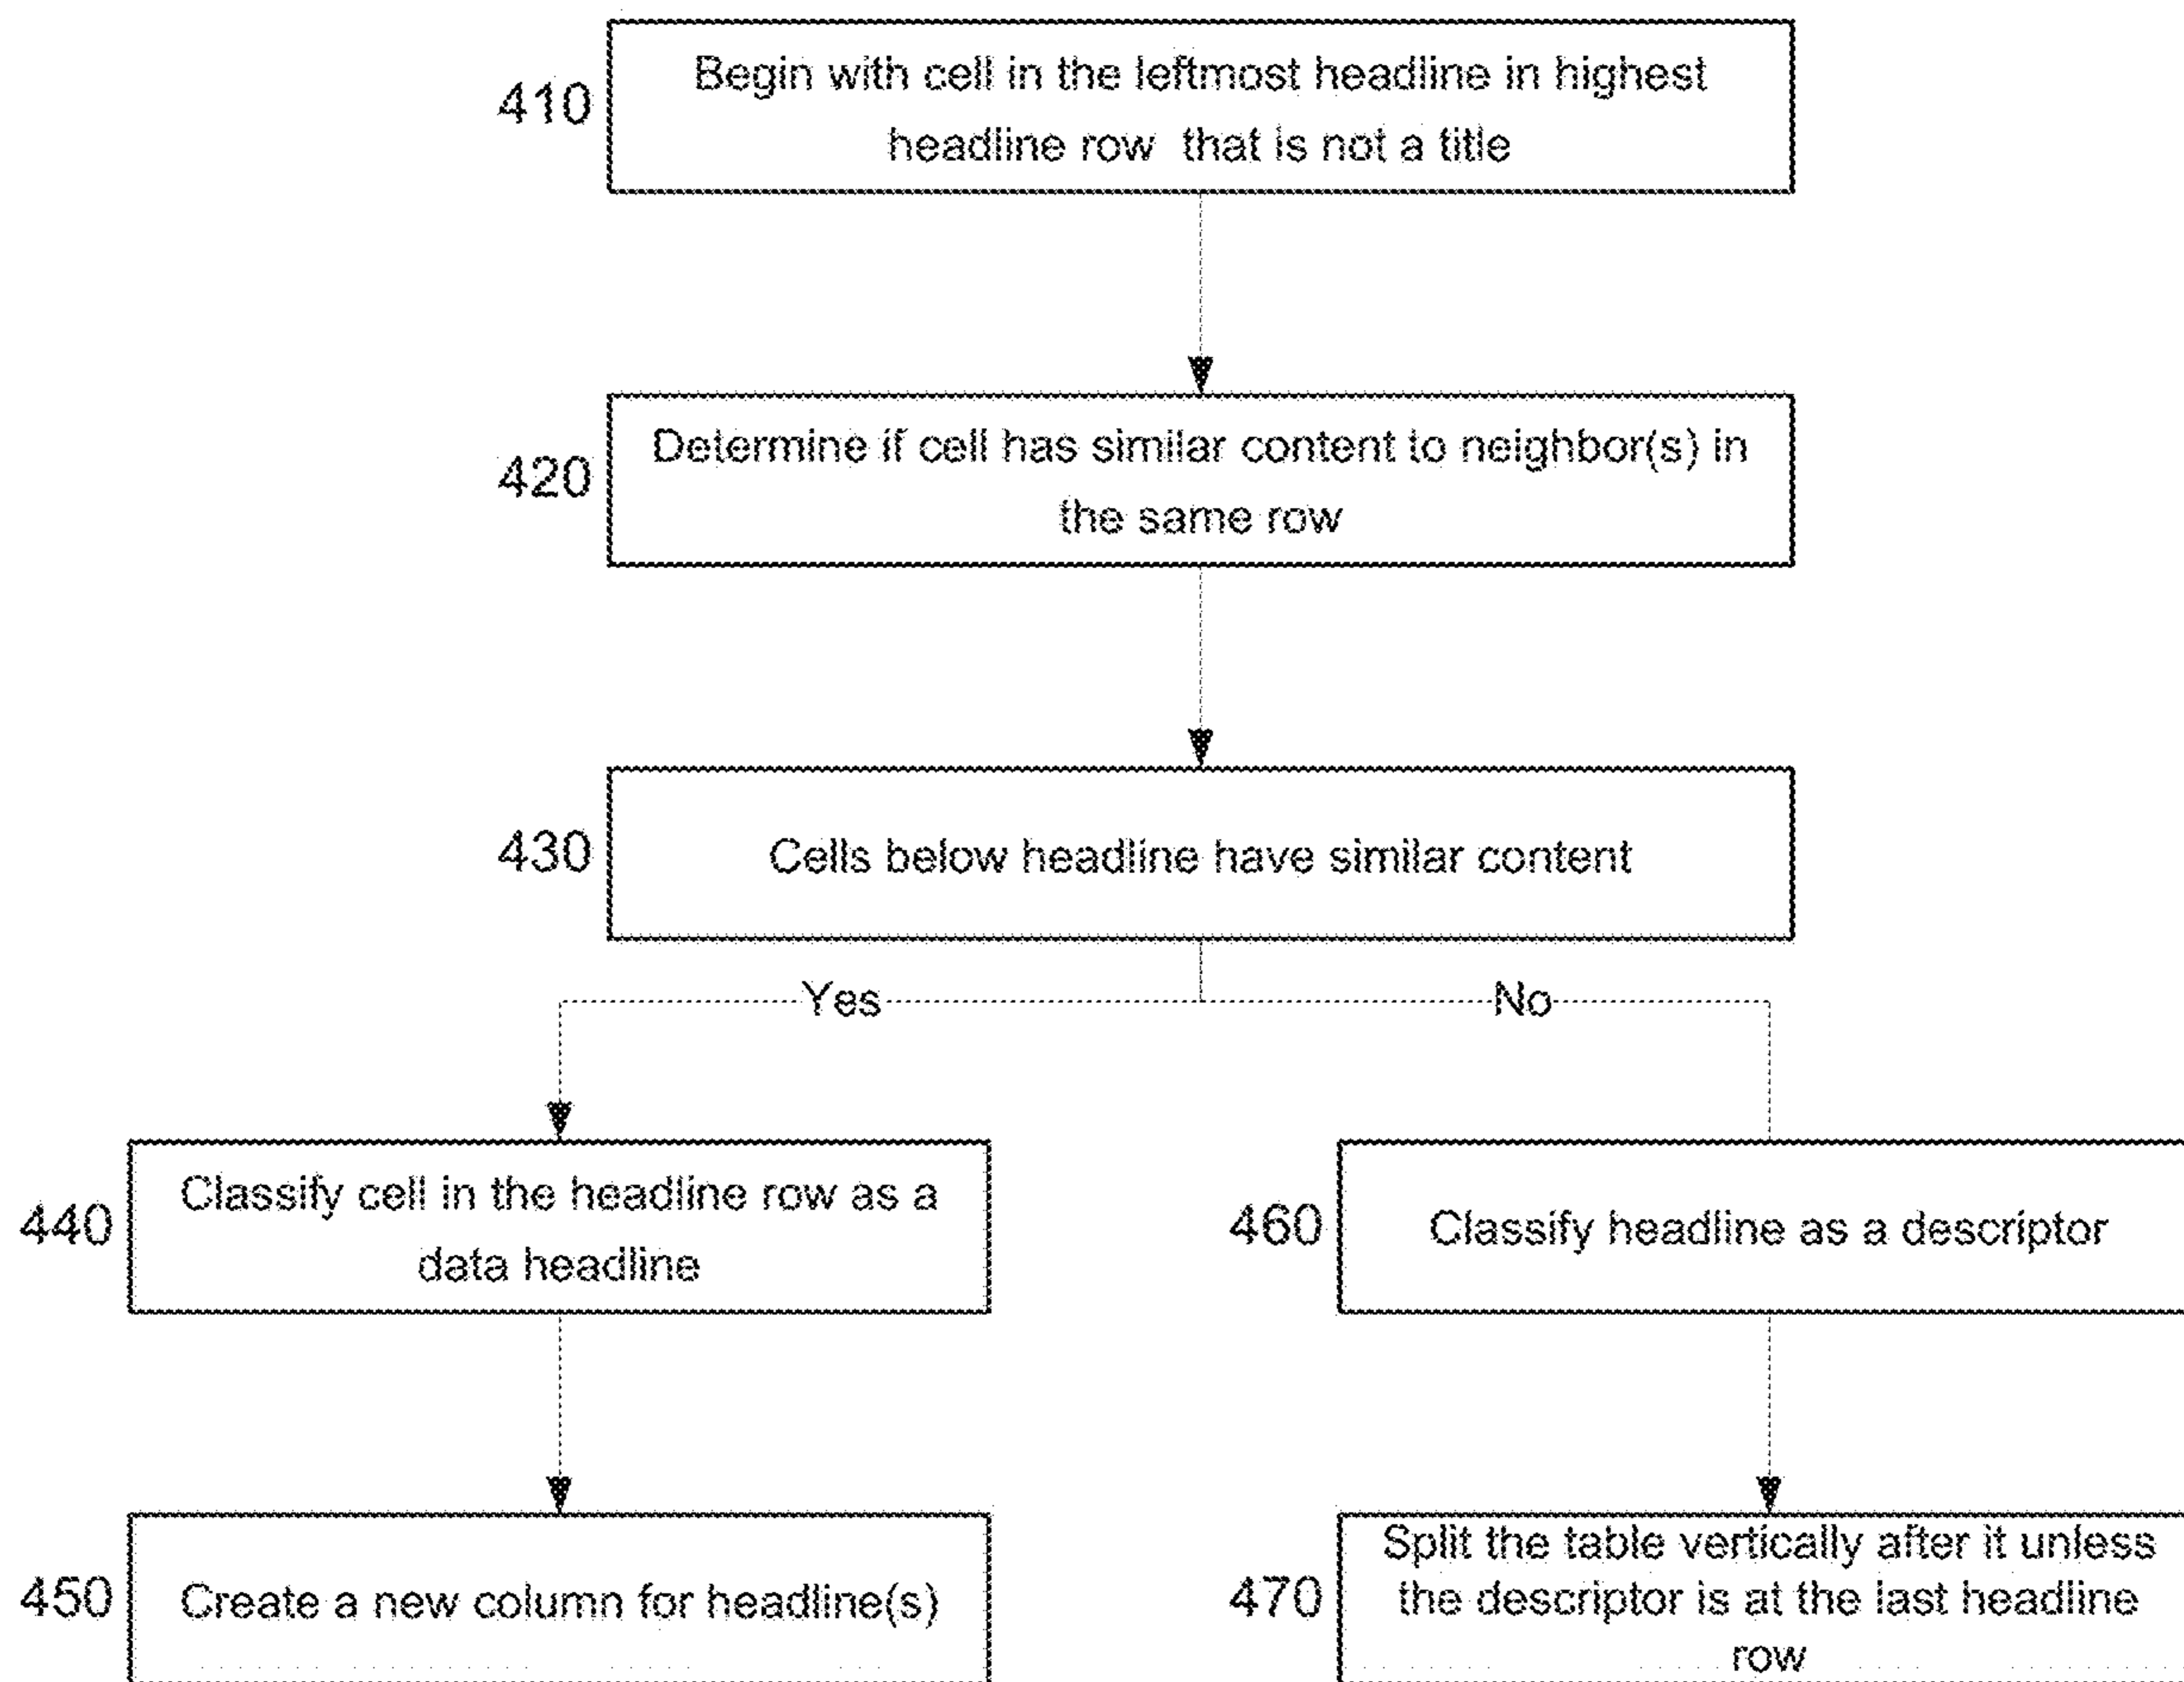 410
Begin with cell in the leftmost headline in highest
headline row that is not a title
420
Determine if cell has similar content to neighbor(s) in
the same row
430
Cells below headline have similar content
Yes
No
440
Classify cell in the headline row as a
data headline
460
Classify headline as a descriptor
450
Create a new column for headline(s)
470
Split the table vertically after it unless
the descriptor is at the last headline
row